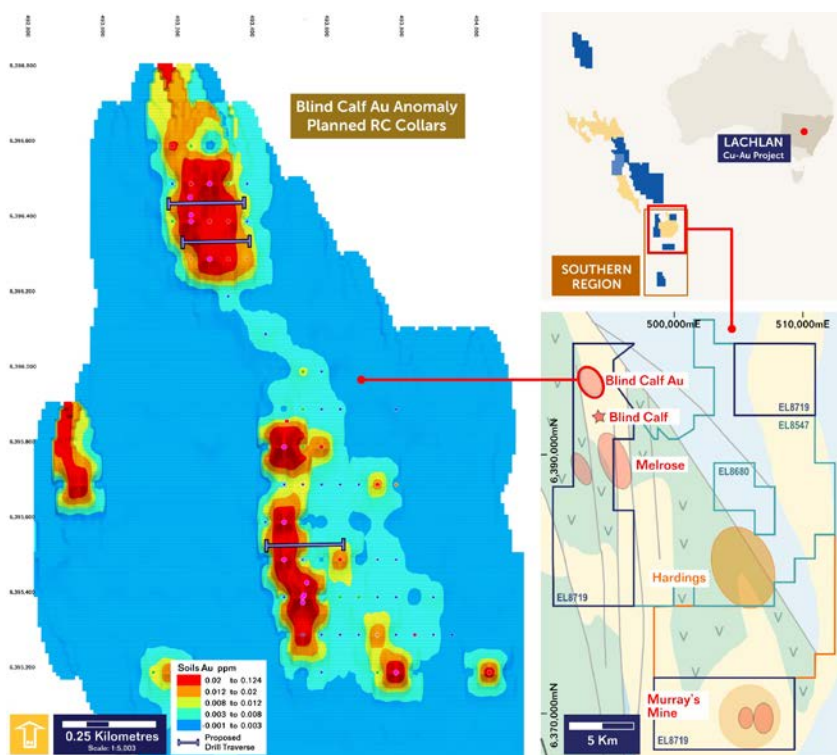 Blind Calf Au Anomaly
Planned RC Collars
Soils Au ppm
0.02 to 0.124
0.012 to 0.02
0.008 to 0.012
0.003 to 0.008
0.001 to 0.003
Proposed
Drill Traverse
0.25 Kilometres
Scale: 1:5,003
LACHLAN
Cu-Au Project
SOUTHERN
REGION
500,000mE
510,000mE
6,390,000mN
6,370,000mN
Blind Calf Au
Blind Calf
Melrose
EL8719
EL8547
EL8680
Hardings
EL8719
Murray's
Mine
EL8719
5 Km